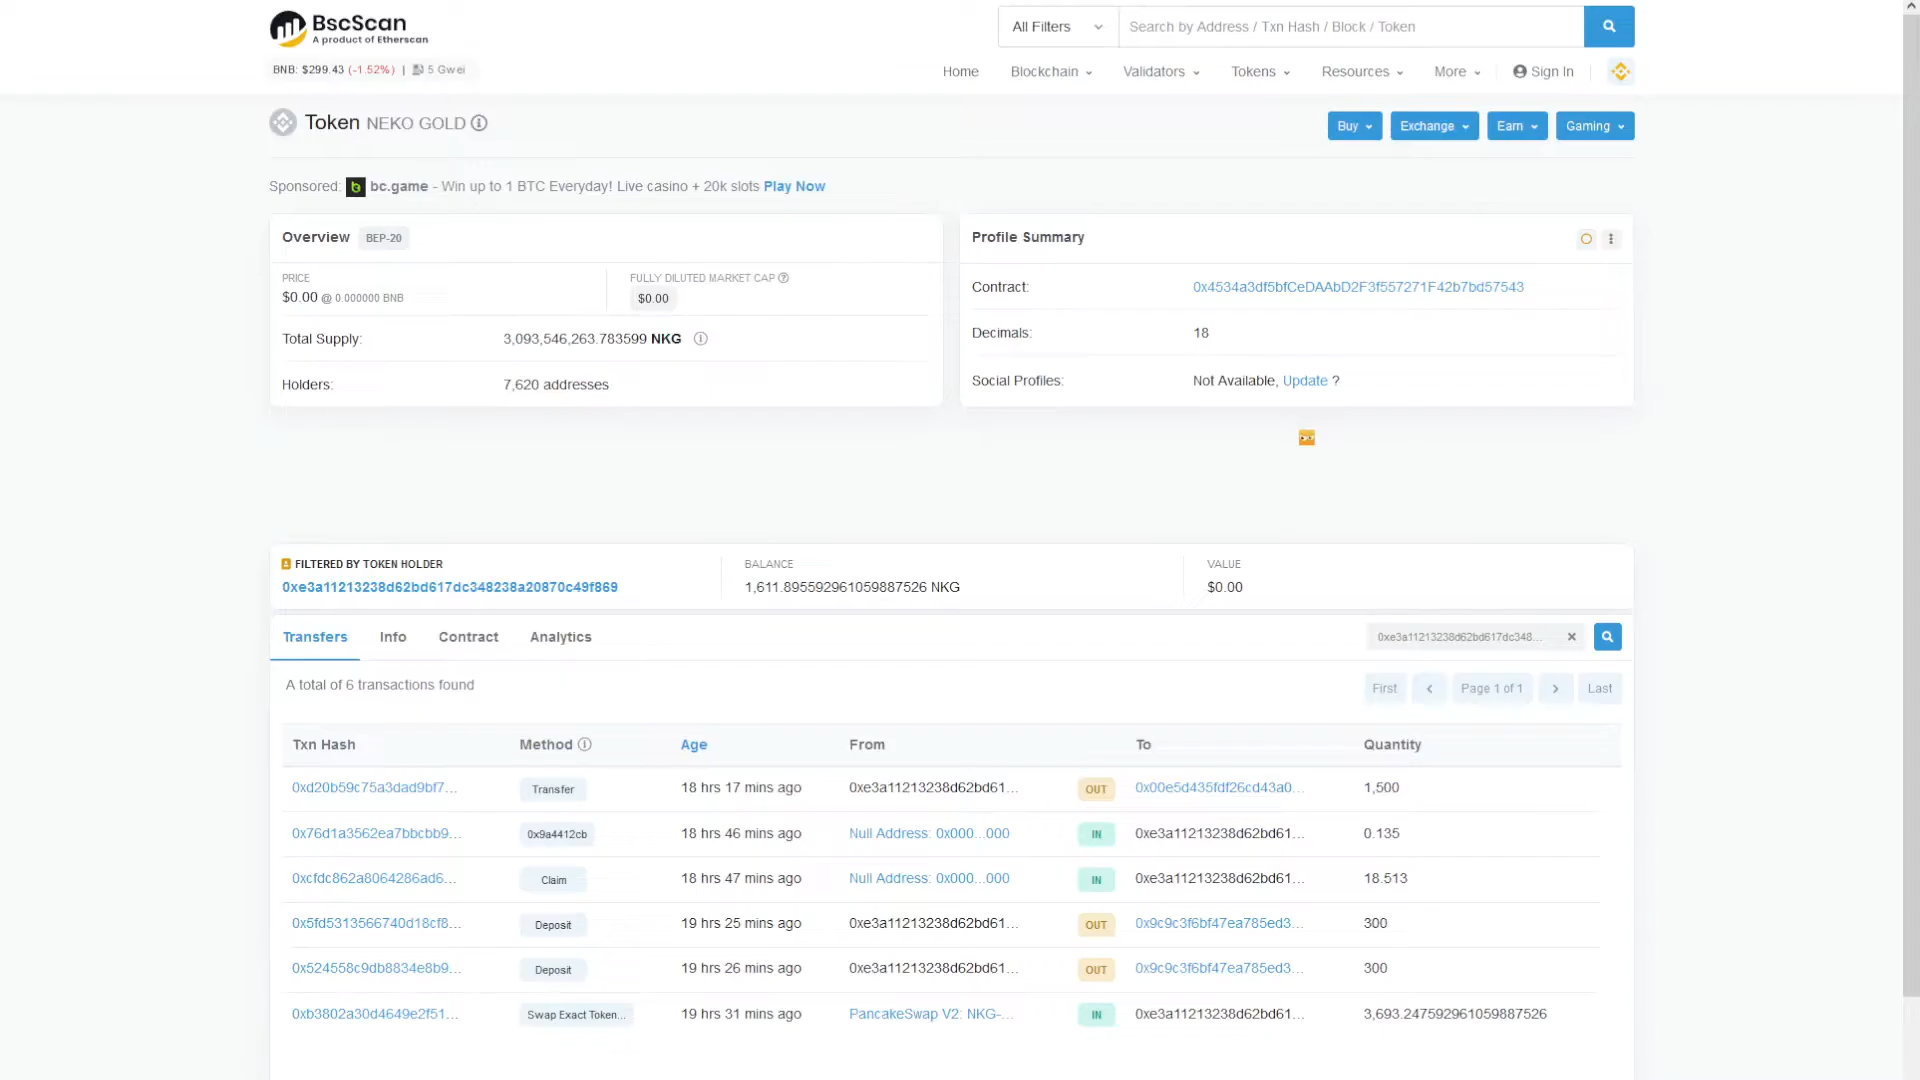 BscScan
A product of Etherscan
All Filters
Search by Address / Txn Hash / Block / Token
BNB: $299.43 (-1.52%) | 5 Gwei
Home Blockchain Validators Tokens Resources More Sign In
Token NEKO GOLD
Buy Exchange Earn Gaming
Sponsored: bc.game - Win up to 1 BTC Everyday! Live casino + 20k slots Play Now
Overview BEP-20
PRICE
$0.00 @ 0.000000 BNB
FULLY DILUTED MARKET CAP
$0.00
Total Supply: 3,093,546,263.783599 NKG
Holders: 7,620 addresses
Profile Summary
Contract: 0x4534a3df5bfCeDAAbD2F3f557271F42b7bd57543
Decimals: 18
Social Profiles: Not Available, Update ?
FILTERED BY TOKEN HOLDER
0xe3a11213238d62bd617dc348238a20870c49f869
BALANCE
1,611.895592961059887526 NKG
VALUE
$0.00
Transfers Info Contract Analytics
0xe3a11213238d62bd617dc348...
A total of 6 transactions found
First Page 1 of 1 Last
Txn Hash Method Age From To Quantity
0xd20b59c75a3dad9bf7... Transfer 18 hrs 17 mins ago 0xe3a11213238d62bd61... OUT 0x00e5d435fdf26cd43a0... 1,500
0x76d1a3562ea7bbcbb9... 0x9a4412cb 18 hrs 46 mins ago Null Address: 0x000...000 IN 0xe3a11213238d62bd61... 0.135
0xcfdc862a8064286ad6... Claim 18 hrs 47 mins ago Null Address: 0x000...000 IN 0xe3a11213238d62bd61... 18.513
0x5fd5313566740d18cf8... Deposit 19 hrs 25 mins ago 0xe3a11213238d62bd61... OUT 0x9c9c3f6bf47ea785ed3... 300
0x524558c9db8834e8b9... Deposit 19 hrs 26 mins ago 0xe3a11213238d62bd61... OUT 0x9c9c3f6bf47ea785ed3... 300
0xb3802a30d4649e2f51... Swap Exact Token... 19 hrs 31 mins ago PancakeSwap V2: NKG-... IN 0xe3a11213238d62bd61... 3,693.247592961059887526